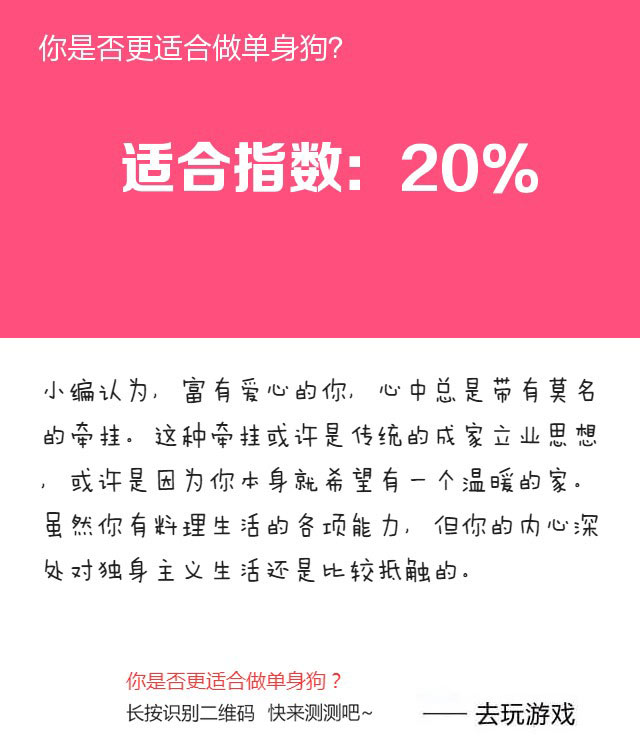 你是否更适合做单身狗?
适合指数：20%
小编认为，富有爱心的你，心中总是带有莫名
的牵挂。这种牵挂或许是传统的成家立业思想
，或许是因为你本身就希望有一个温暖的家。
虽然你有料理生活的各项能力，但你的内心深
处对独身主义生活还是比较抵触的。
你是否更适合做单身狗？
长按识别二维码 快来测测吧~
—— 去玩游戏